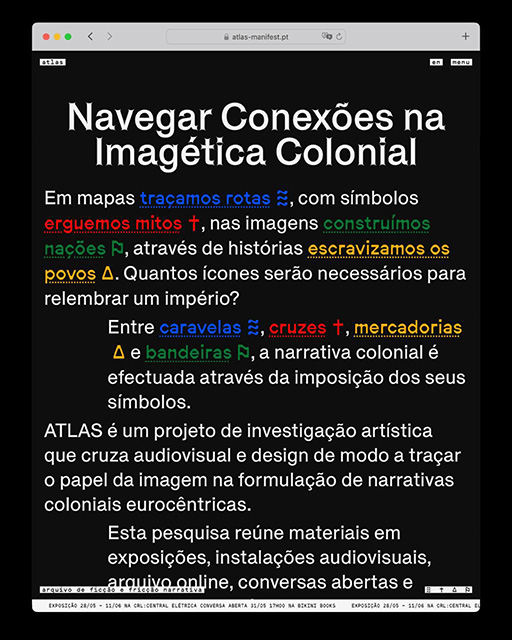 atlas-manifest.pt
atlas
en
menu
Navegar Conexões na
Imagética Colonial
Em mapas traçamos rotas, com símbolos
erguemos mitos †, nas imagens construímos
nações, através de histórias escravizamos os
povos Δ. Quantos ícones serão necessários para
relembrar um império?
Entre caravelas, cruzes †, mercadorias
Δ e bandeiras, a narrativa colonial é
efectuada através da imposição dos seus
símbolos.
ATLAS é um projeto de investigação artística
que cruza audiovisual e design de modo a traçar
o papel da imagem na formulação de narrativas
coloniais eurocêntricas.
Esta pesquisa reúne materiais em
exposições, instalações audiovisuais,
arquivo online, conversas abertas e
arquivo de ficção e fricção narrativa
EXPOSIÇÃO 28/05 – 11/06 NA CRL:CENTRAL ELÉTRICA CONVERSA ABERTA 31/05 17H00 NA BIKINI BOOKS EXPOSIÇÃO 28/05 – 11/06 NA CRL:CENTRAL EL